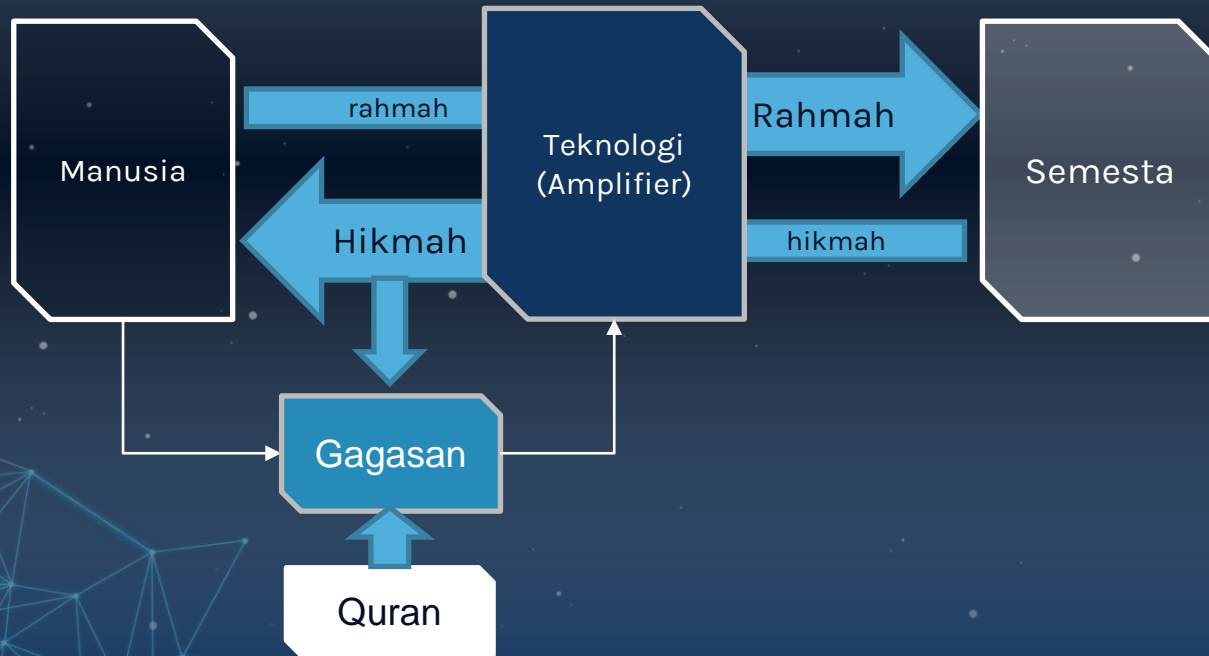 Manusia
rahmah
Hikmah
Teknologi
(Amplifier)
Rahmah
hikmah
Semesta
Gagasan
Quran